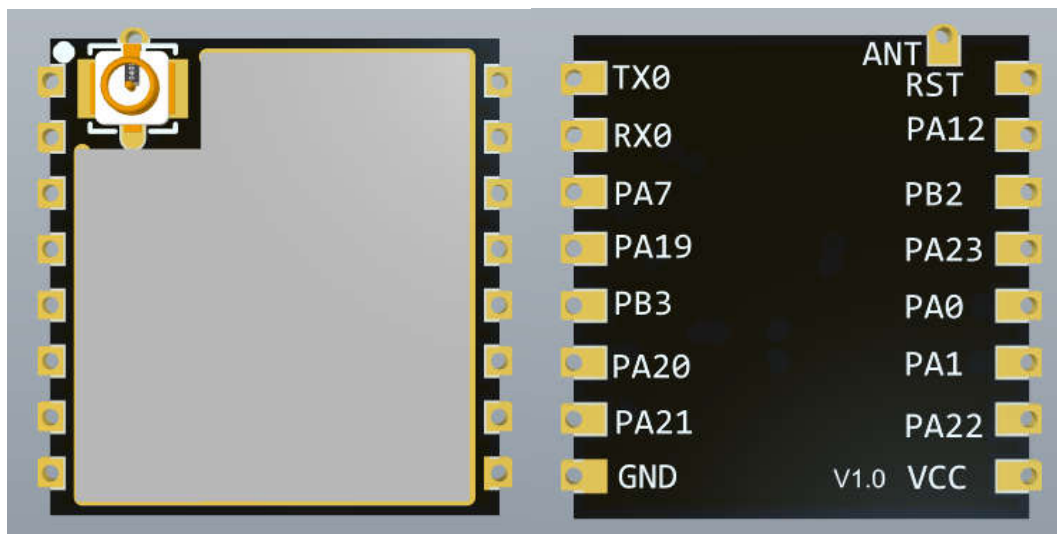 ANT
TX0 RST
RX0 PA12
PA7 PB2
PA19 PA23
PB3 PA0
PA20 PA1
PA21 PA22
GND V1.0 VCC